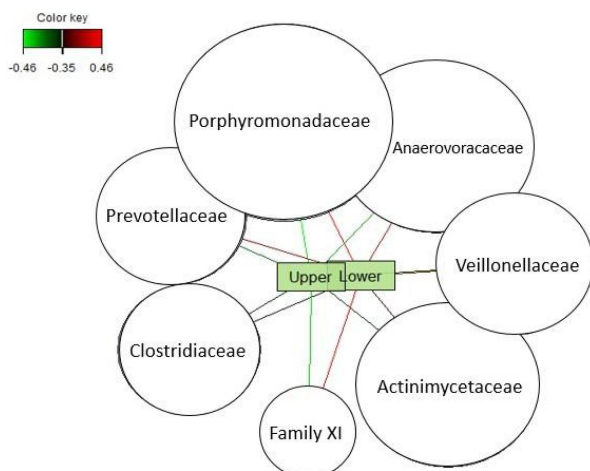 Color key
-0.46 -0.35 0.46
Porphyromonadaceae
Anaerovoracaceae
Prevotellaceae
Veillonellaceae
Upper Lower
Clostridiaceae
Actinimycetaceae
Family XI